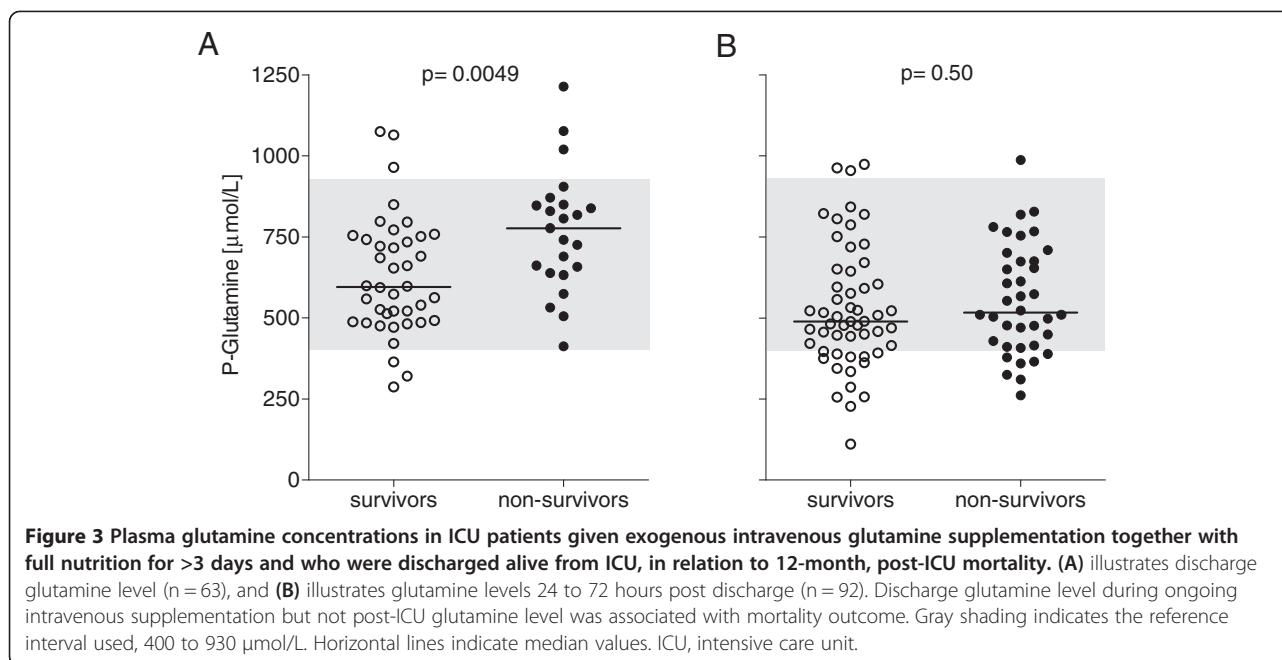 A
B
p= 0.0049
p= 0.50
P-Glutamine [µmol/L]
1250
1000
750
500
250
0
survivors
non-survivors
survivors
non-survivors
Figure 3 Plasma glutamine concentrations in ICU patients given exogenous intravenous glutamine supplementation together with
full nutrition for >3 days and who were discharged alive from ICU, in relation to 12-month, post-ICU mortality. (A) illustrates discharge
glutamine level (n = 63), and (B) illustrates glutamine levels 24 to 72 hours post discharge (n = 92). Discharge glutamine level during ongoing
intravenous supplementation but not post-ICU glutamine level was associated with mortality outcome. Gray shading indicates the reference
interval used, 400 to 930 µmol/L. Horizontal lines indicate median values. ICU, intensive care unit.